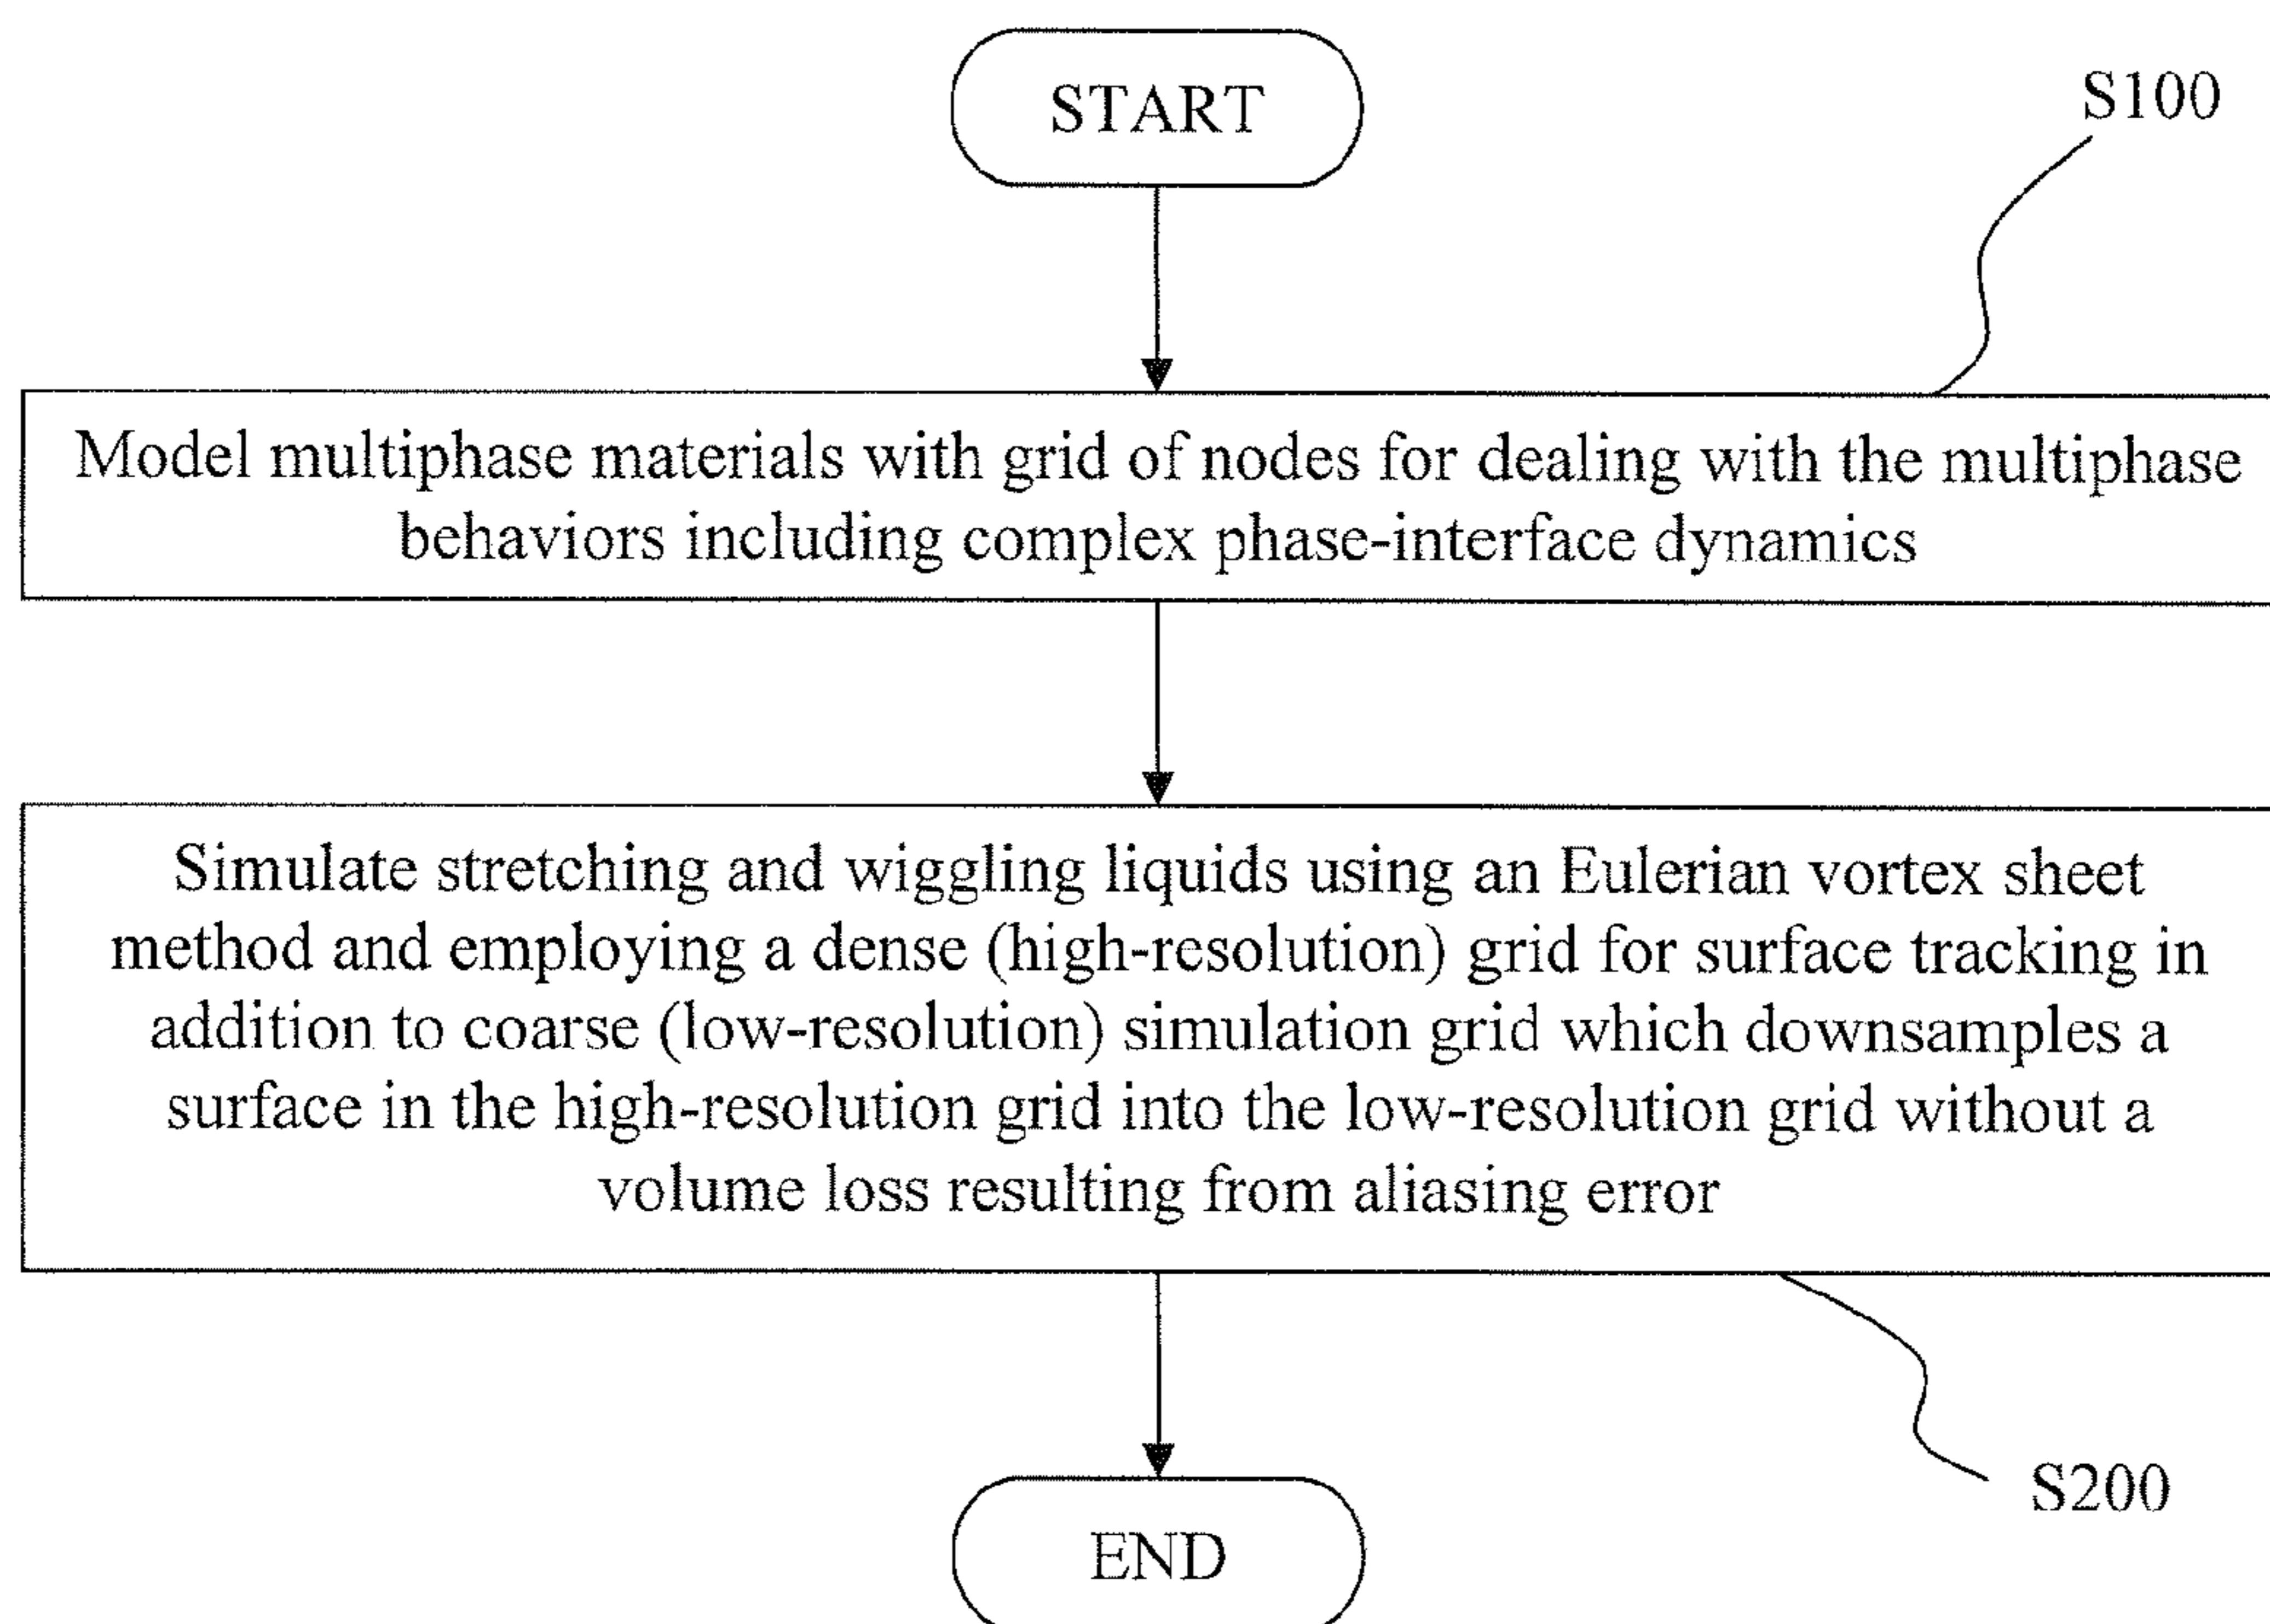 START
S100
Model multiphase materials with grid of nodes for dealing with the multiphase
behaviors including complex phase-interface dynamics
Simulate stretching and wiggling liquids using an Eulerian vortex sheet
method and employing a dense (high-resolution) grid for surface tracking in
addition to coarse (low-resolution) simulation grid which downsamples a
surface in the high-resolution grid into the low-resolution grid without a
volume loss resulting from aliasing error
S200
END